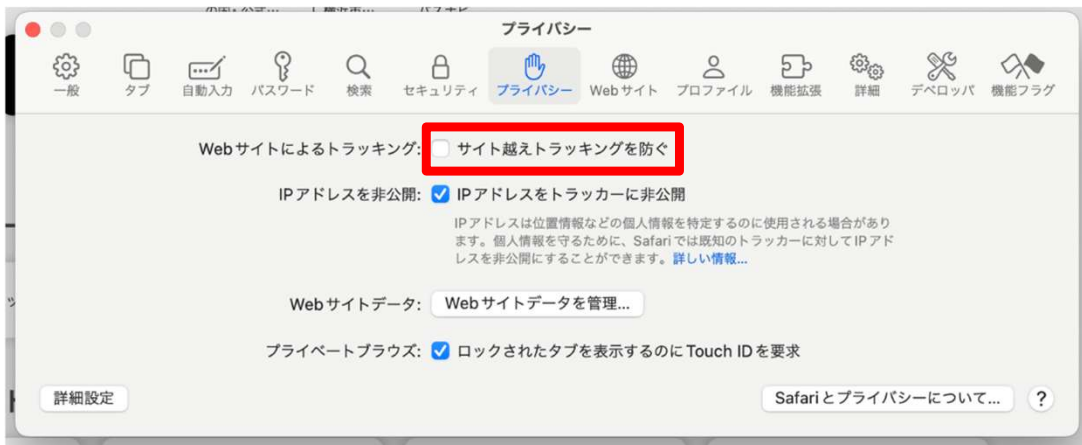 プライバシー
一般
タブ
自動入力
パスワード
検索
セキュリティ
プライバシー
Webサイト
プロファイル
機能拡張
詳細
デベロッパ
機能フラグ
Webサイトによるトラッキング: サイト越えトラッキングを防ぐ
IPアドレスを非公開: IPアドレスをトラッカーに非公開
IPアドレスは位置情報などの個人情報を特定するのに使用される場合があり
ます。個人情報を守るために、Safariでは既知のトラッカーに対してIPアド
レスを非公開にすることができます。詳しい情報...
Webサイトデータ: Webサイトデータを管理...
プライベートブラウズ: ロックされたタブを表示するのにTouch IDを要求
詳細設定
Safariとプライバシーについて...
?